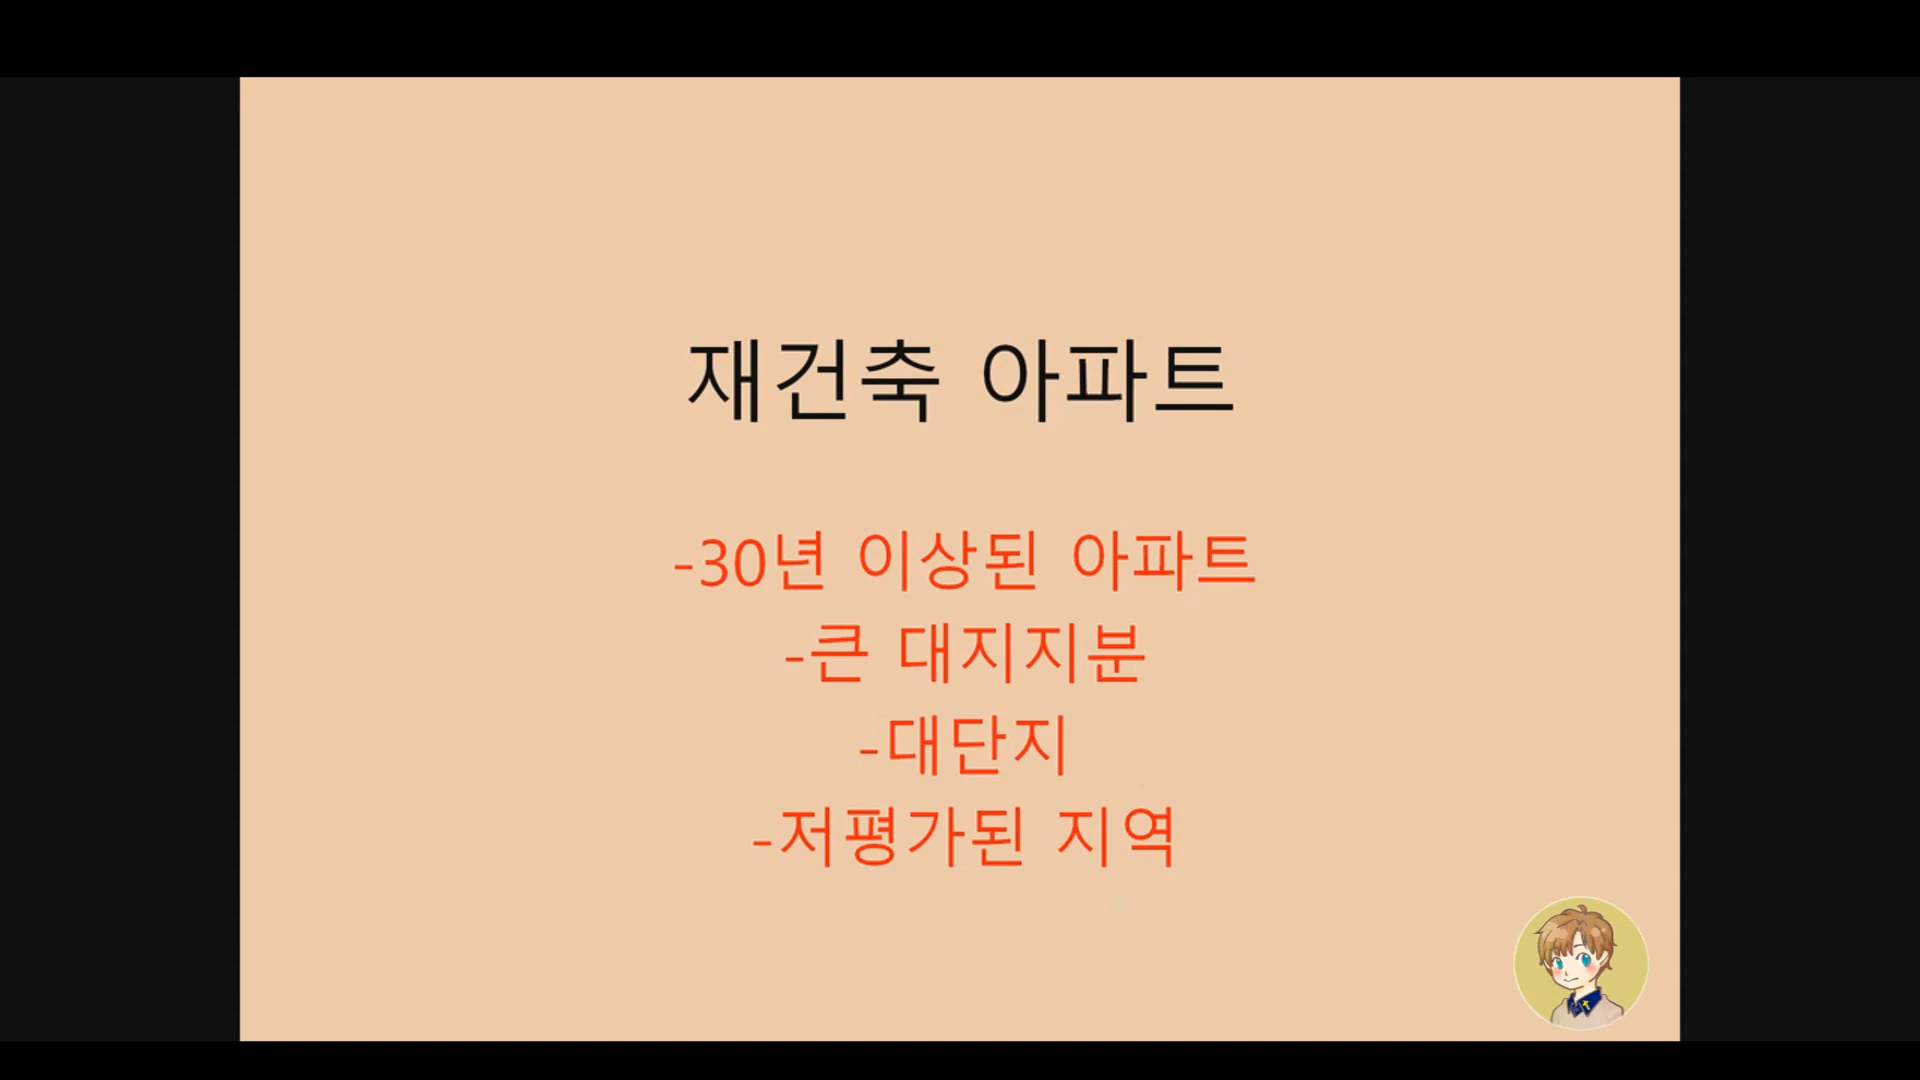 재건축 아파트
-30년 이상된 아파트
-큰 대지지분
-대단지
-저평가된 지역